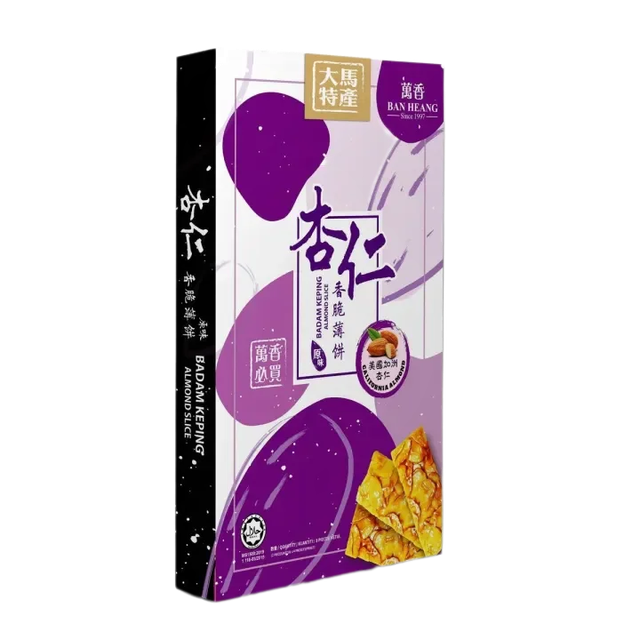 大馬
特產
萬香
BAN HEANG
Since 1997
杏仁
香脆薄餅
BADAM KEPING
ALMOND SLICE
原味
美國加洲
杏仁
CALIFORNIA ALMOND
萬香
必買
杏仁
香脆薄餅
原味
BADAM KEPING
ALMOND SLICE